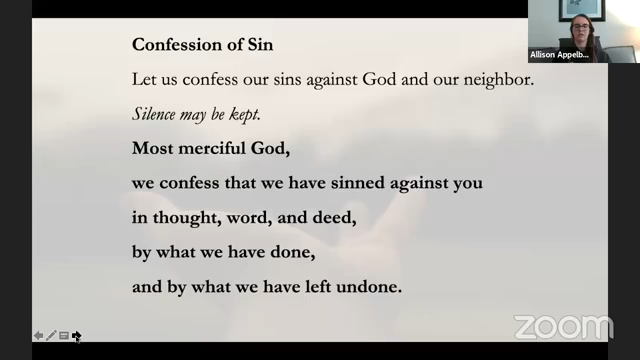 Confession of Sin
Let us confess our sins against God and our neighbor.
Silence may be kept.
Most merciful God,
we confess that we have sinned against you
in thought, word, and deed,
by what we have done,
and by what we have left undone.
Allison Appelb...
zoom